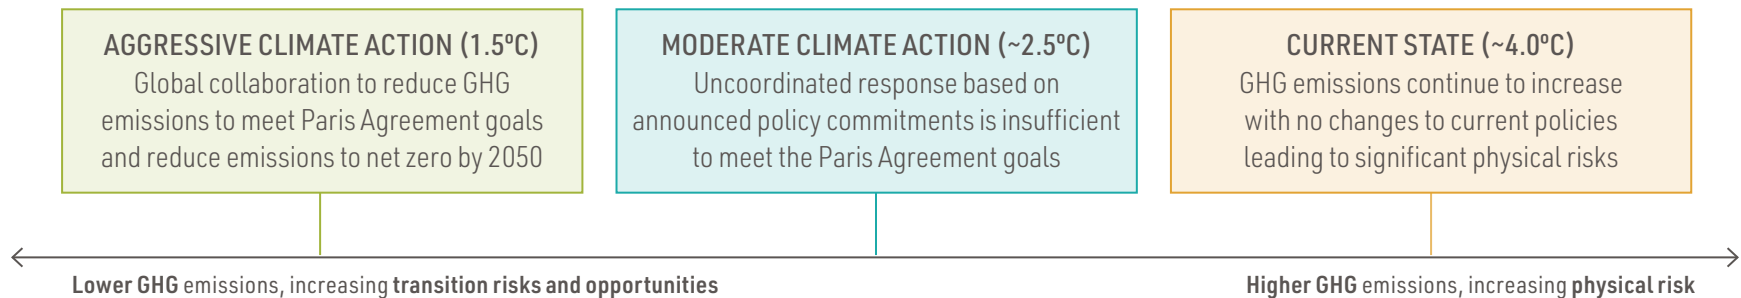 AGGRESSIVE CLIMATE ACTION (1.5ºC)
Global collaboration to reduce GHG
emissions to meet Paris Agreement goals
and reduce emissions to net zero by 2050
MODERATE CLIMATE ACTION (~2.5ºC)
Uncoordinated response based on
announced policy commitments is insufficient
to meet the Paris Agreement goals
CURRENT STATE (~4.0ºC)
GHG emissions continue to increase
with no changes to current policies
leading to significant physical risks
Lower GHG emissions, increasing transition risks and opportunities
Higher GHG emissions, increasing physical risk